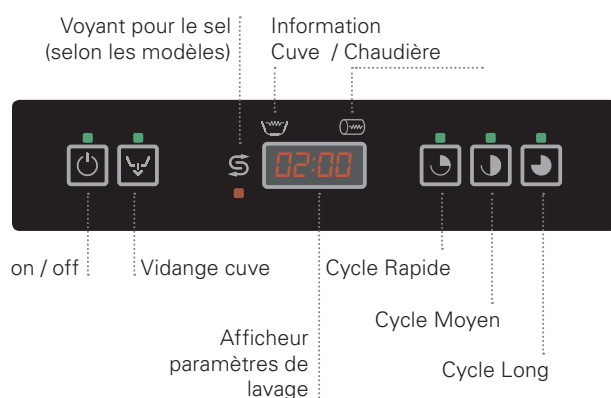 Voyant pour le sel
(selon les modèles)
Information
Cuve / Chaudière
02:00
on / off
Vidange cuve
Cycle Rapide
Cycle Moyen
Cycle Long
Afficheur
paramètres de
lavage